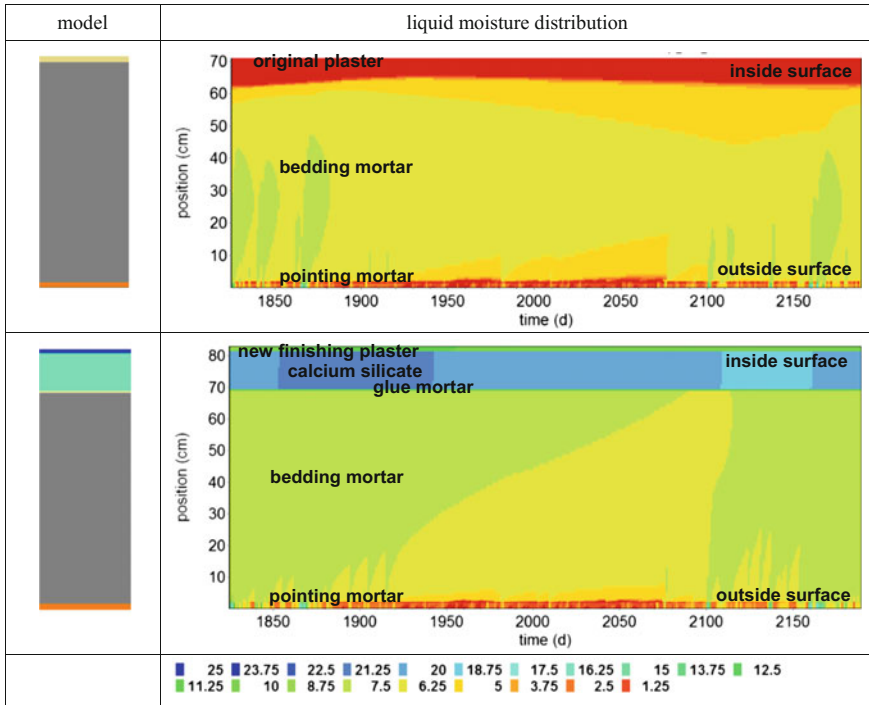 model
liquid moisture distribution
70
60
50
40
30
20
10
position (cm)
original plaster
inside surface
bedding mortar
pointing mortar
outside surface
1850 1900 1950 2000 2050 2100 2150
time (d)
80
70
60
50
40
30
20
10
position (cm)
new finishing plaster
inside surface
calcium silicate
glue mortar
bedding mortar
pointing mortar
outside surface
1850 1900 1950 2000 2050 2100 2150
time (d)
25 23.75 22.5 21.25 20 18.75 17.5 16.25 15 13.75 12.5
11.25 10 8.75 7.5 6.25 5 3.75 2.5 1.25